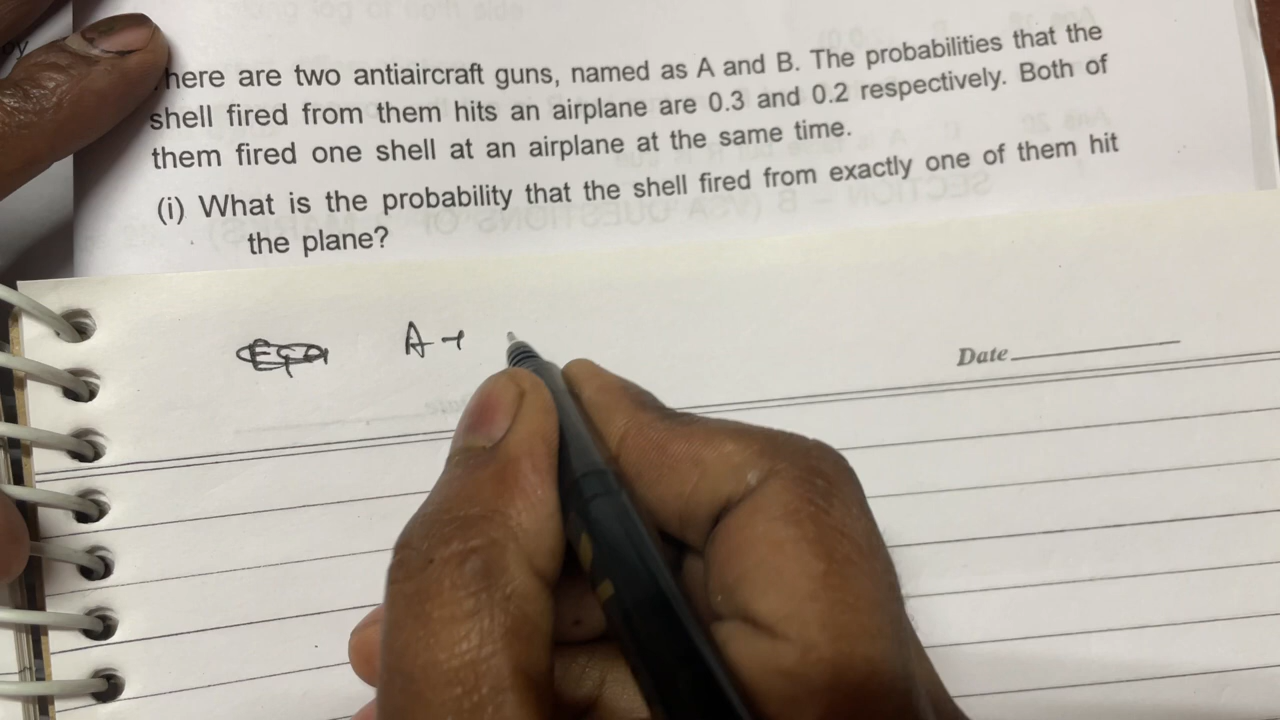 here are two antiaircraft guns, named as A and B. The probabilities that the
shell fired from them hits an airplane are 0.3 and 0.2 respectively. Both of
them fired one shell at an airplane at the same time.
(i) What is the probability that the shell fired from exactly one of them hit
the plane?
A
Date